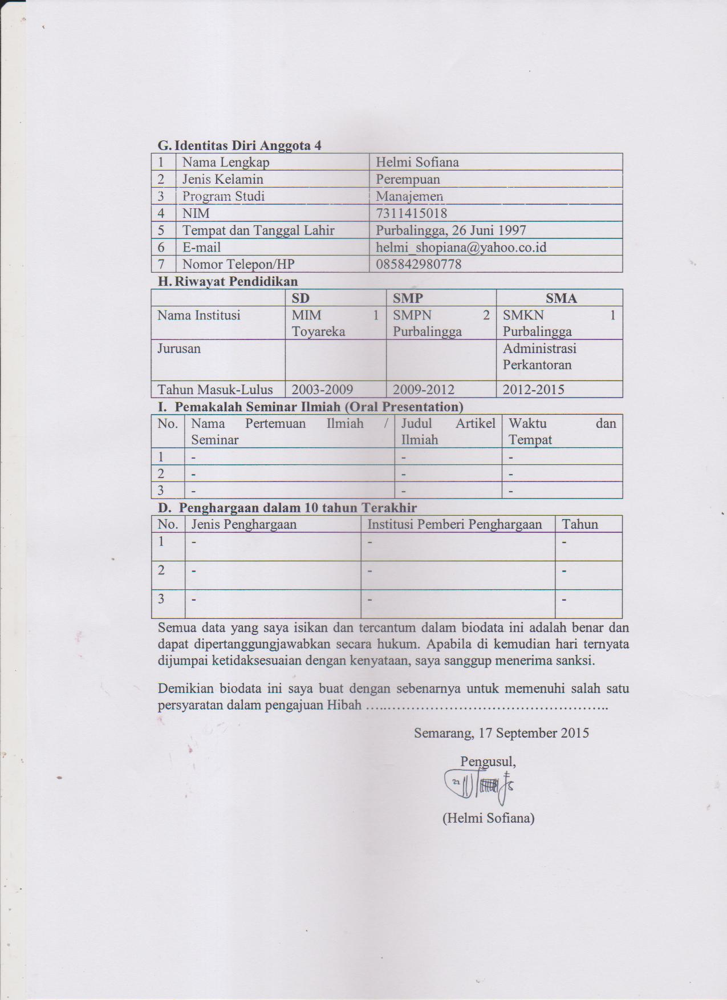 G. Identitas Diri Anggota 4
1 Nama Lengkap Helmi Sofiana
2 Jenis Kelamin Perempuan
3 Program Studi Manajemen
4 NIM 7311415018
5 Tempat dan Tanggal Lahir Purbalingga, 26 Juni 1997
6 E-mail helmi_shopiana@yahoo.co.id
7 Nomor Telepon/HP 085842980778
H. Riwayat Pendidikan
SD SMP SMA
Nama Institusi MIM 1 SMPN 2 SMKN 1
Toyareka Purbalingga Purbalingga
Jurusan Administrasi
Perkantoran
Tahun Masuk-Lulus 2003-2009 2009-2012 2012-2015
I. Pemakalah Seminar Ilmiah (Oral Presentation)
No. Nama Pertemuan Ilmiah / Judul Artikel Waktu dan
Seminar Ilmiah Tempat
1 - - -
2 - - -
3 - - -
D. Penghargaan dalam 10 tahun Terakhir
No. Jenis Penghargaan Institusi Pemberi Penghargaan Tahun
1 - - -
2 - - -
3 - - -
Semua data yang saya isikan dan tercantum dalam biodata ini adalah benar dan
dapat dipertanggungjawabkan secara hukum. Apabila di kemudian hari ternyata
dijumpai ketidaksesuaian dengan kenyataan, saya sanggup menerima sanksi.
Demikian biodata ini saya buat dengan sebenarnya untuk memenuhi salah satu
persyaratan dalam pengajuan Hibah ……………………………………………..
Semarang, 17 September 2015
Pengusul,
(Helmi Sofiana)